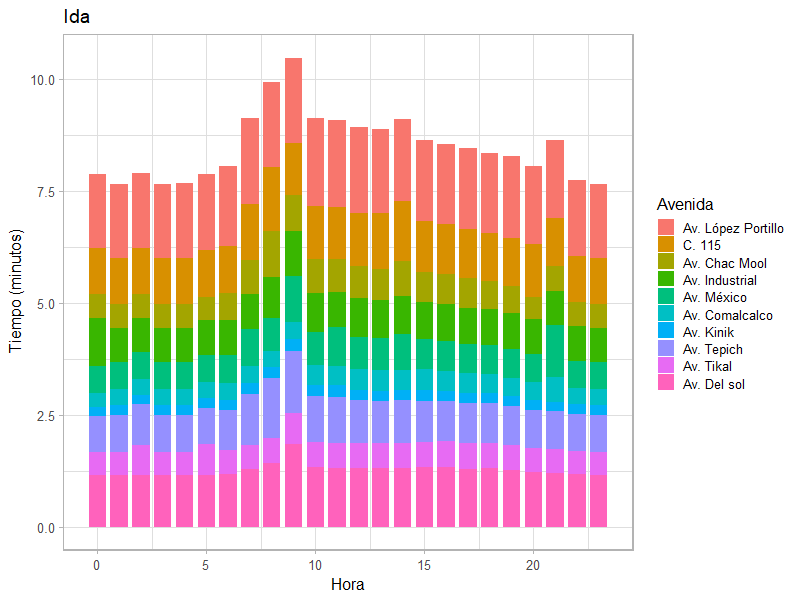 Ida
10.0
7.5
5.0
2.5
0.0
Tiempo (minutos)
0
5
10
15
20
Hora
Avenida
Av. López Portillo
C. 115
Av. Chac Mool
Av. Industrial
Av. México
Av. Comalcalco
Av. Kinik
Av. Tepich
Av. Tikal
Av. Del sol